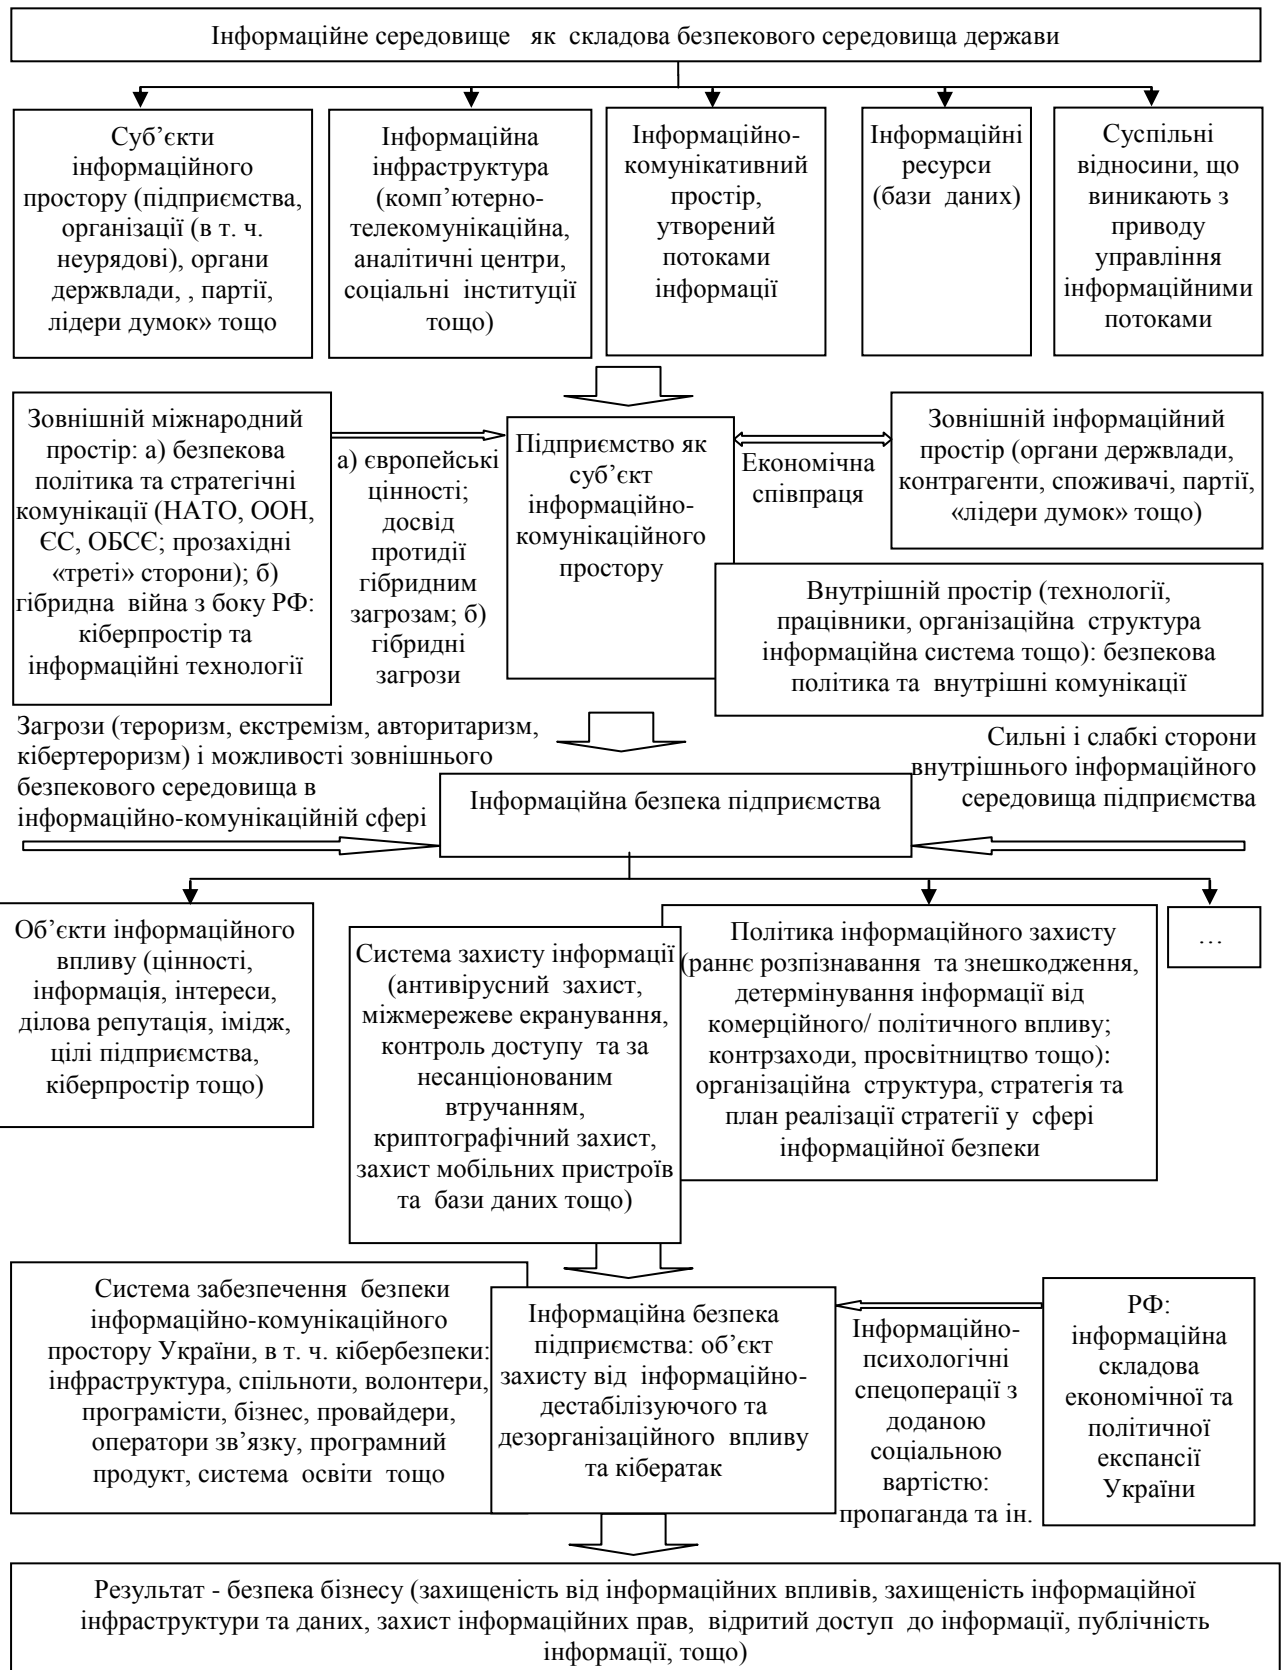 Інформаційне середовище як складова безпекового середовища держави
Суб’єкти
інформаційного
простору (підприємства,
організації (в т. ч.
неурядові), органи
держвлади, , партії,
лідери думок» тощо
Інформаційна
інфраструктура
(комп’ютерно-
телекомунікаційна,
аналітичні центри,
соціальні інституції
тощо)
Інформаційно-
комунікативний
простір,
утворений
потоками
інформації
Інформаційні
ресурси
(бази даних)
Суспільні
відносини, що
виникають з
приводу
управління
інформаційними
потоками
Зовнішній міжнародний
простір: а) безпекова
політика та стратегічні
комунікації (НАТО, ООН,
ЄС, ОБСЄ; прозахідні
«треті» сторони); б)
гібридна війна з боку РФ:
кіберпростір та
інформаційні технології
а) європейські
цінності;
досвід
протидії
гібридним
загрозам; б)
гібридні
загрози
Підприємство як
суб’єкт
інформаційно-
комунікаційного
простору
Економічна
співпраця
Зовнішній інформаційний
простір (органи держвлади,
контрагенти, споживачі, партії,
«лідери думок» тощо)
Внутрішній простір (технології,
працівники, організаційна структура
інформаційна система тощо): безпекова
політика та внутрішні комунікації
Загрози (тероризм, екстремізм, авторитаризм,
кібертероризм) і можливості зовнішнього
безпекового середовища в
інформаційно-комунікаційній сфері
Інформаційна безпека підприємства
Сильні і слабкі сторони
внутрішнього інформаційного
середовища підприємства
Об’єкти інформаційного
впливу (цінності,
інформація, інтереси,
ділова репутація, імідж,
цілі підприємства,
кіберпростір тощо)
Система захисту інформації
(антивірусний захист,
міжмережеве екранування,
контроль доступу та за
несанціонованим
втручанням,
криптографічний захист,
захист мобільних пристроїв
та бази даних тощо)
Політика інформаційного захисту
(раннє розпізнавання та знешкодження,
детермінування інформації від
комерційного/ політичного впливу;
контрзаходи, просвітництво тощо):
організаційна структура, стратегія та
план реалізації стратегії у сфері
інформаційної безпеки
…
Система забезпечення безпеки
інформаційно-комунікаційного
простору України, в т. ч. кібербезпеки:
інфраструктура, спільноти, волонтери,
програмісти, бізнес, провайдери,
оператори зв’язку, програмний
продукт, система освіти тощо
Інформаційна безпека
підприємства: об’єкт
захисту від інформаційно-
дестабілізуючого та
дезорганізаційного впливу
та кібератак
Інформаційно-
психологічні
спецоперації з
доданою
соціальною
вартістю:
пропаганда та ін.
РФ:
інформаційна
складова
економічної та
політичної
експансії
України
Результат - безпека бізнесу (захищеність від інформаційних впливів, захищеність інформаційної
інфраструктури та даних, захист інформаційних прав, відритий доступ до інформації, публічність
інформації, тощо)